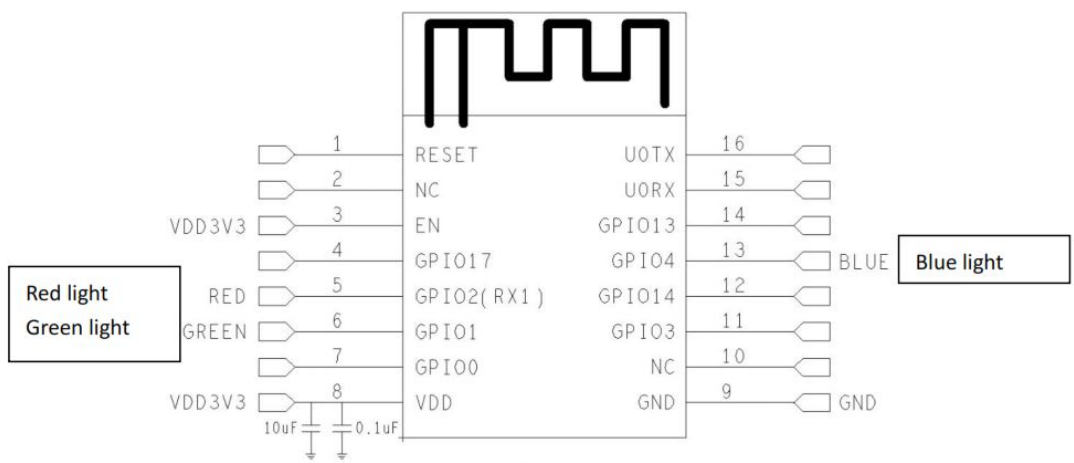 1 RESET UOTX 16
2 NC UORX 15
VDD3V3 3 EN GPIO13 14
4 GPIO17 GPIO4 13 BLUE Blue light
Red light
RED 5 GPIO2(RX1) GPIO14 12
Green light
GREEN 6 GPIO1 GPIO3 11
7 GPIO0 NC 10
VDD3V3 8 VDD GND 9 GND
10uF 0.1uF